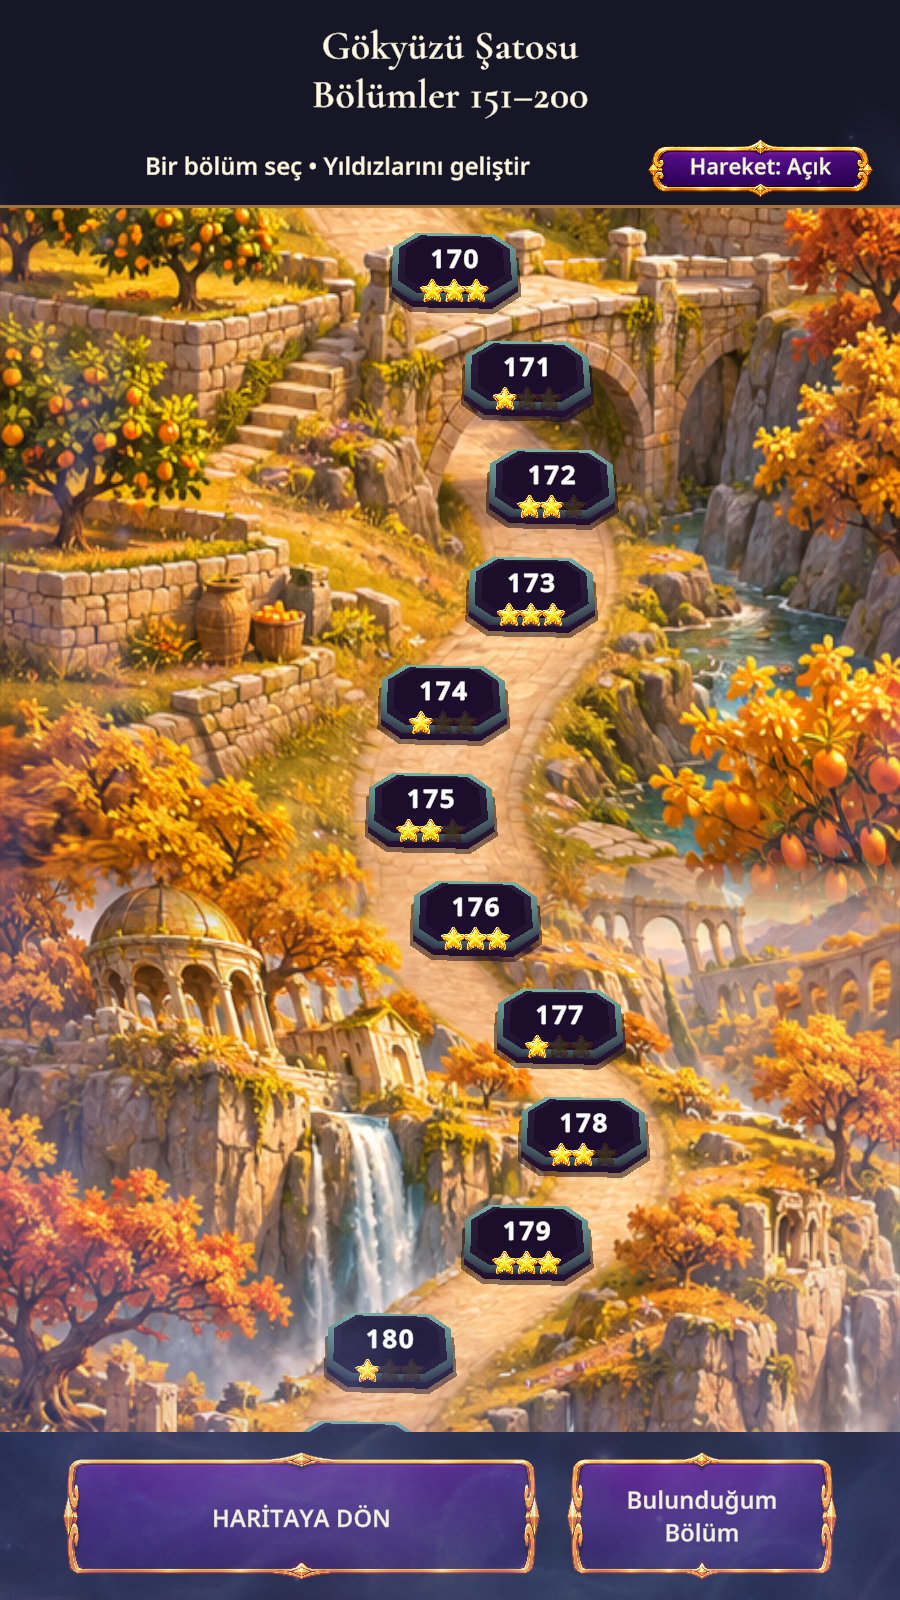 Gökyüzü Şatosu
Bölümler 151–200
Bir bölüm seç • Yıldızlarını geliştir
Hareket: Açık
170
171
172
173
174
175
176
177
178
179
180
HARİTAYA DÖN
Bulunduğum
Bölüm